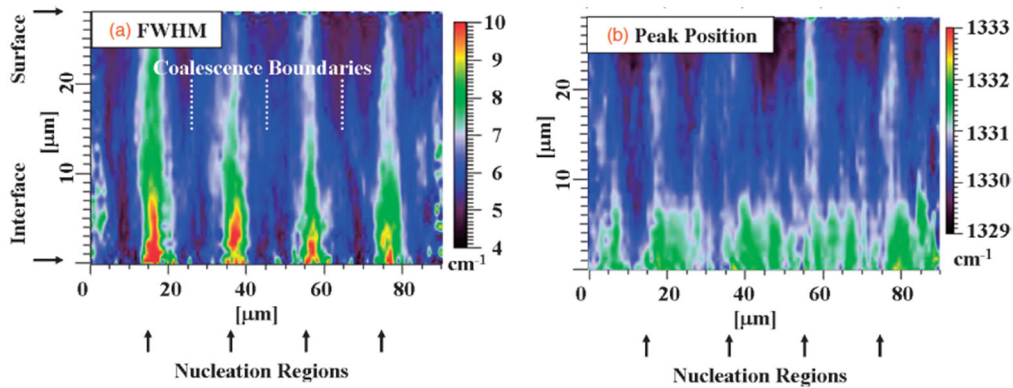 (a) FWHM
Coalescence Boundaries
Surface
Interface
[μm]
20
10
0 20 40 60 80
[μm]
Nucleation Regions
10
9
8
7
6
5
4
cm⁻¹
(b) Peak Position
[μm]
20
10
0 20 40 60 80
[μm]
Nucleation Regions
1333
1332
1331
1330
1329
cm⁻¹